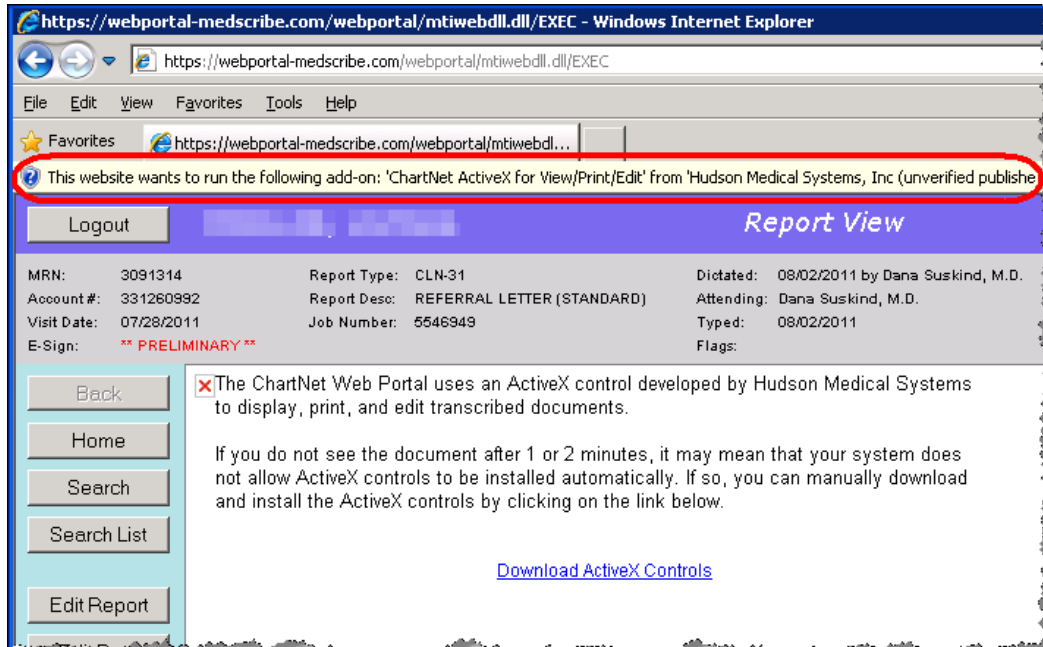 https://webportal-medscribe.com/webportal/mtiwebdll.dll/EXEC - Windows Internet Explorer
https://webportal-medscribe.com/webportal/mtiwebdll.dll/EXEC
File Edit View Favorites Tools Help
Favorites https://webportal-medscribe.com/webportal/mtiwebdl...
This website wants to run the following add-on: 'ChartNet ActiveX for View/Print/Edit' from 'Hudson Medical Systems, Inc (unverified publishe
Logout Report View
MRN: 3091314 Report Type: CLN-31 Dictated: 08/02/2011 by Dana Suskind, M.D.
Account#: 331260992 Report Desc: REFERRAL LETTER (STANDARD) Attending: Dana Suskind, M.D.
Visit Date: 07/28/2011 Job Number: 5546949 Typed: 08/02/2011
E-Sign: ** PRELIMINARY ** Flags:
Back
Home
Search
Search List
Edit Report
The ChartNet Web Portal uses an ActiveX control developed by Hudson Medical Systems
to display, print, and edit transcribed documents.
If you do not see the document after 1 or 2 minutes, it may mean that your system does
not allow ActiveX controls to be installed automatically. If so, you can manually download
and install the ActiveX controls by clicking on the link below.
Download ActiveX Controls